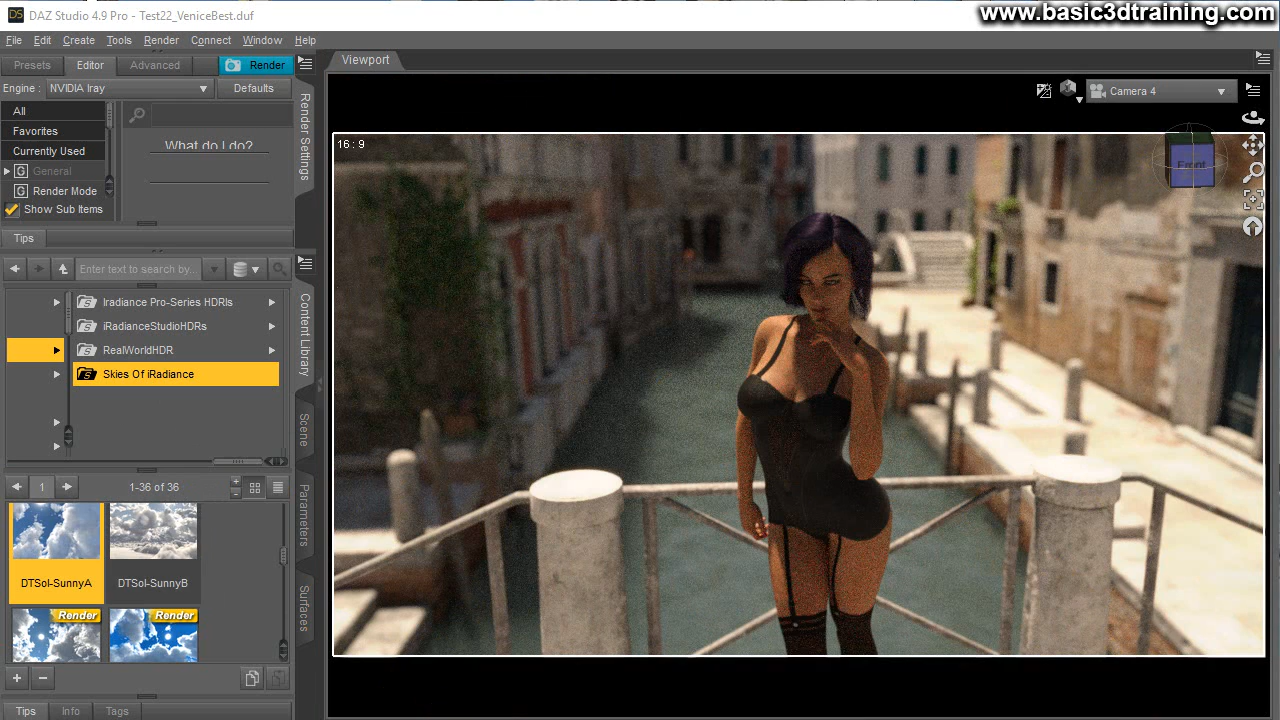 DS DAZ Studio 4.9 Pro - Test22_VeniceBest.duf
www.basic3dtraining.com
File Edit Create Tools Render Connect Window Help
Presets Editor Advanced Render
Viewport
Engine : NVIDIA Iray Defaults
Camera 4
All
Favorites
Currently Used
G General
G Render Mode
Show Sub Items
What do I do?
Render Settings
16 : 9
Front
Tips
Enter text to search by...
Iradiance Pro-Series HDRIs
iRadianceStudioHDRs
RealWorldHDR
Skies Of iRadiance
Content Library
Scene
Parameters
Surfaces
1 1-36 of 36
DTSol-SunnyA DTSol-SunnyB
Render Render
Tips Info Tags